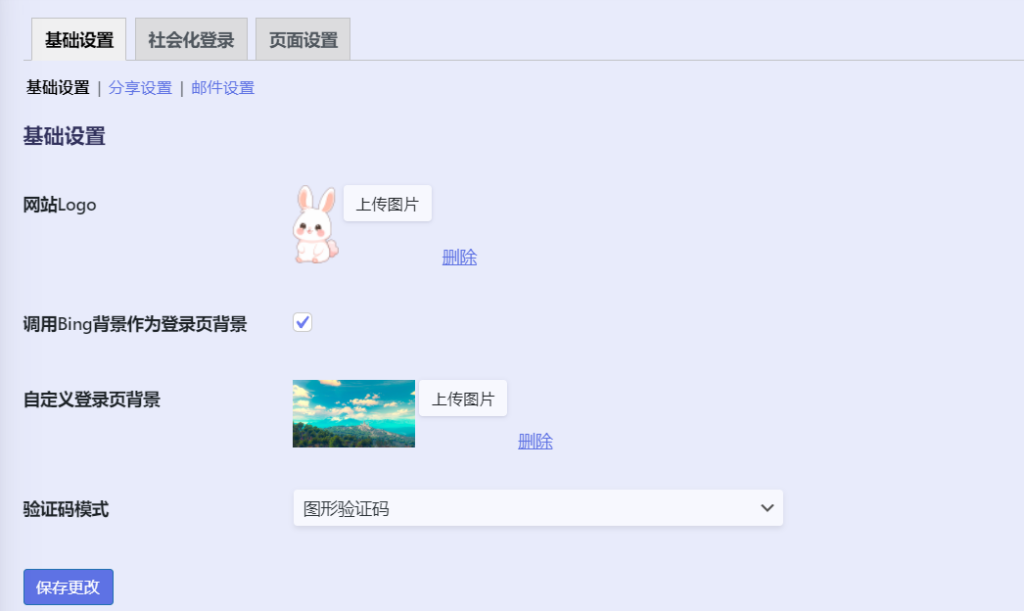 基础设置 社会化登录 页面设置
基础设置 | 分享设置 | 邮件设置
基础设置
网站Logo 上传图片
删除
调用Bing背景作为登录页背景
自定义登录页背景 上传图片
删除
验证码模式 图形验证码
保存更改